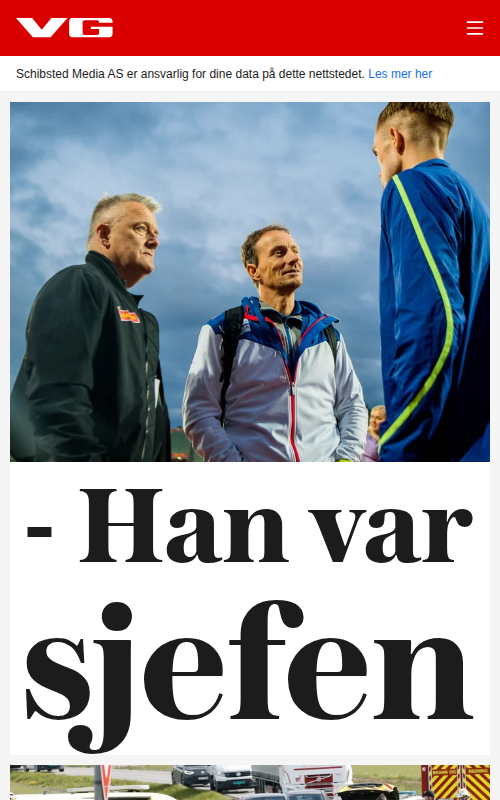 VG
Schibsted Media AS er ansvarlig for dine data på dette nettstedet. Les mer her
- Han var
sjefen